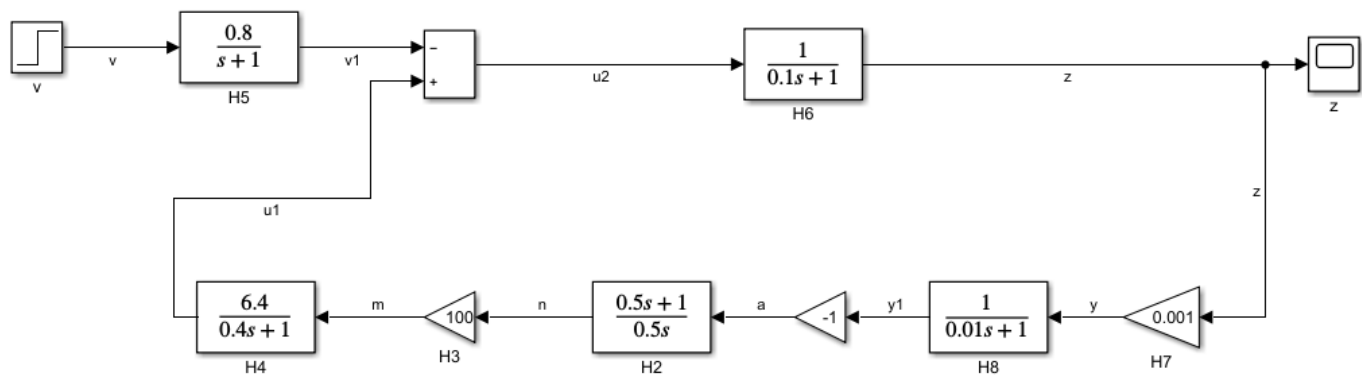 0.8
s + 1
v
v1
−
+
v
H5
u2
1
0.1s + 1
H6
z
z
z
u1
6.4
0.4s + 1
H4
m
100
H3
n
0.5s + 1
0.5s
H2
a
-1
y1
1
0.01s + 1
H8
y
0.001
H7